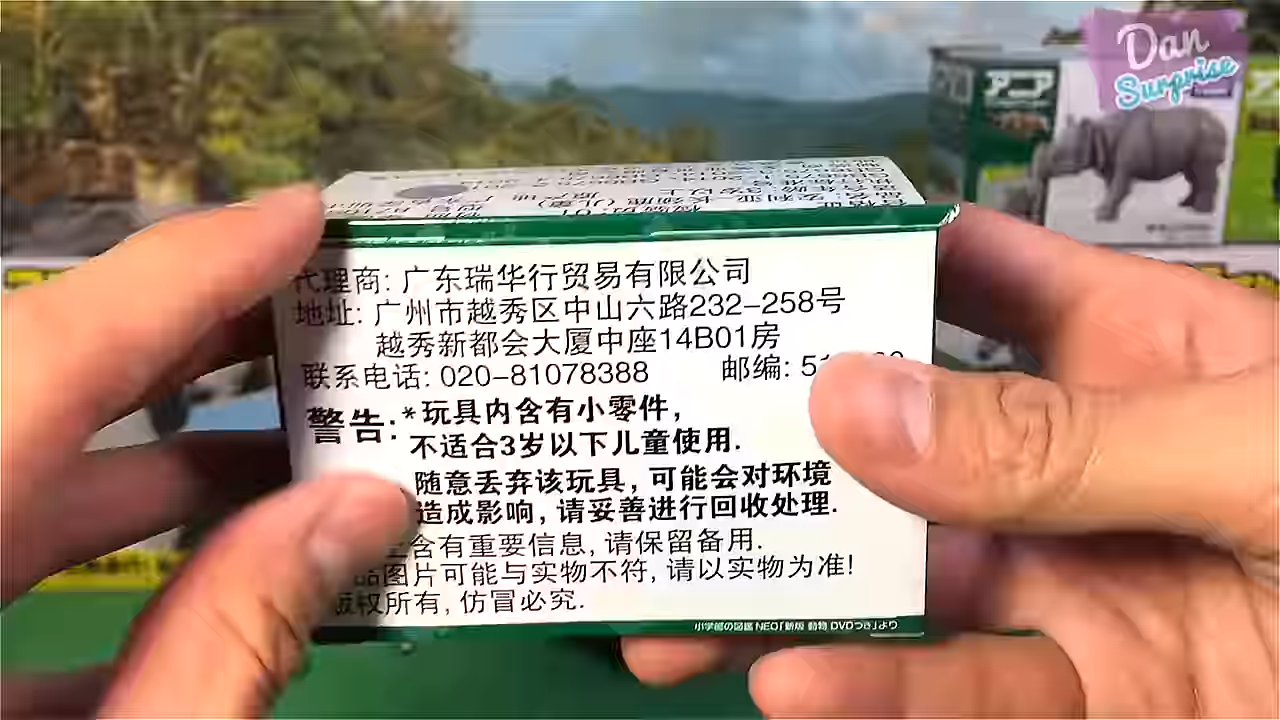 Dan
Surprise
アニア
代理商: 广东瑞华行贸易有限公司
地址: 广州市越秀区中山六路232-258号
越秀新都会大厦中座14B01房
联系电话: 020-81078388 邮编:
警告: *玩具内含有小零件,
不适合3岁以下儿童使用.
随意丢弃该玩具, 可能会对环境
造成影响, 请妥善进行回收处理.
含有重要信息, 请保留备用.
品图片可能与实物不符, 请以实物为准!
版权所有, 仿冒必究.
小学館の図鑑 NEO「新版 動物 DVDつき」より